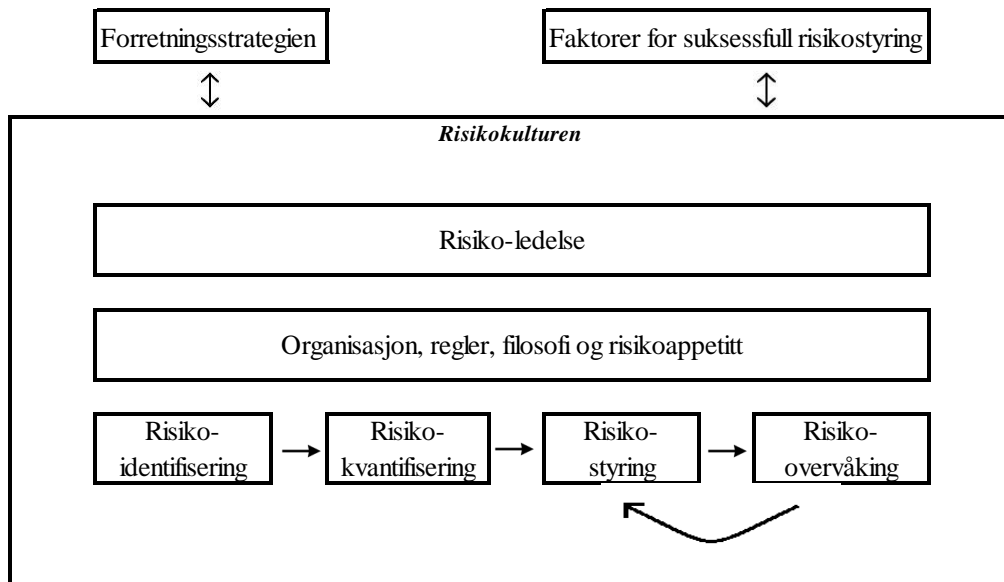 Forretningsstrategien
Faktorer for suksessfull risikostyring
Risikokulturen
Risiko-ledelse
Organisasjon, regler, filosofi og risikoappetitt
Risiko-
identifisering
Risiko-
kvantifisering
Risiko-
styring
Risiko-
overvåking